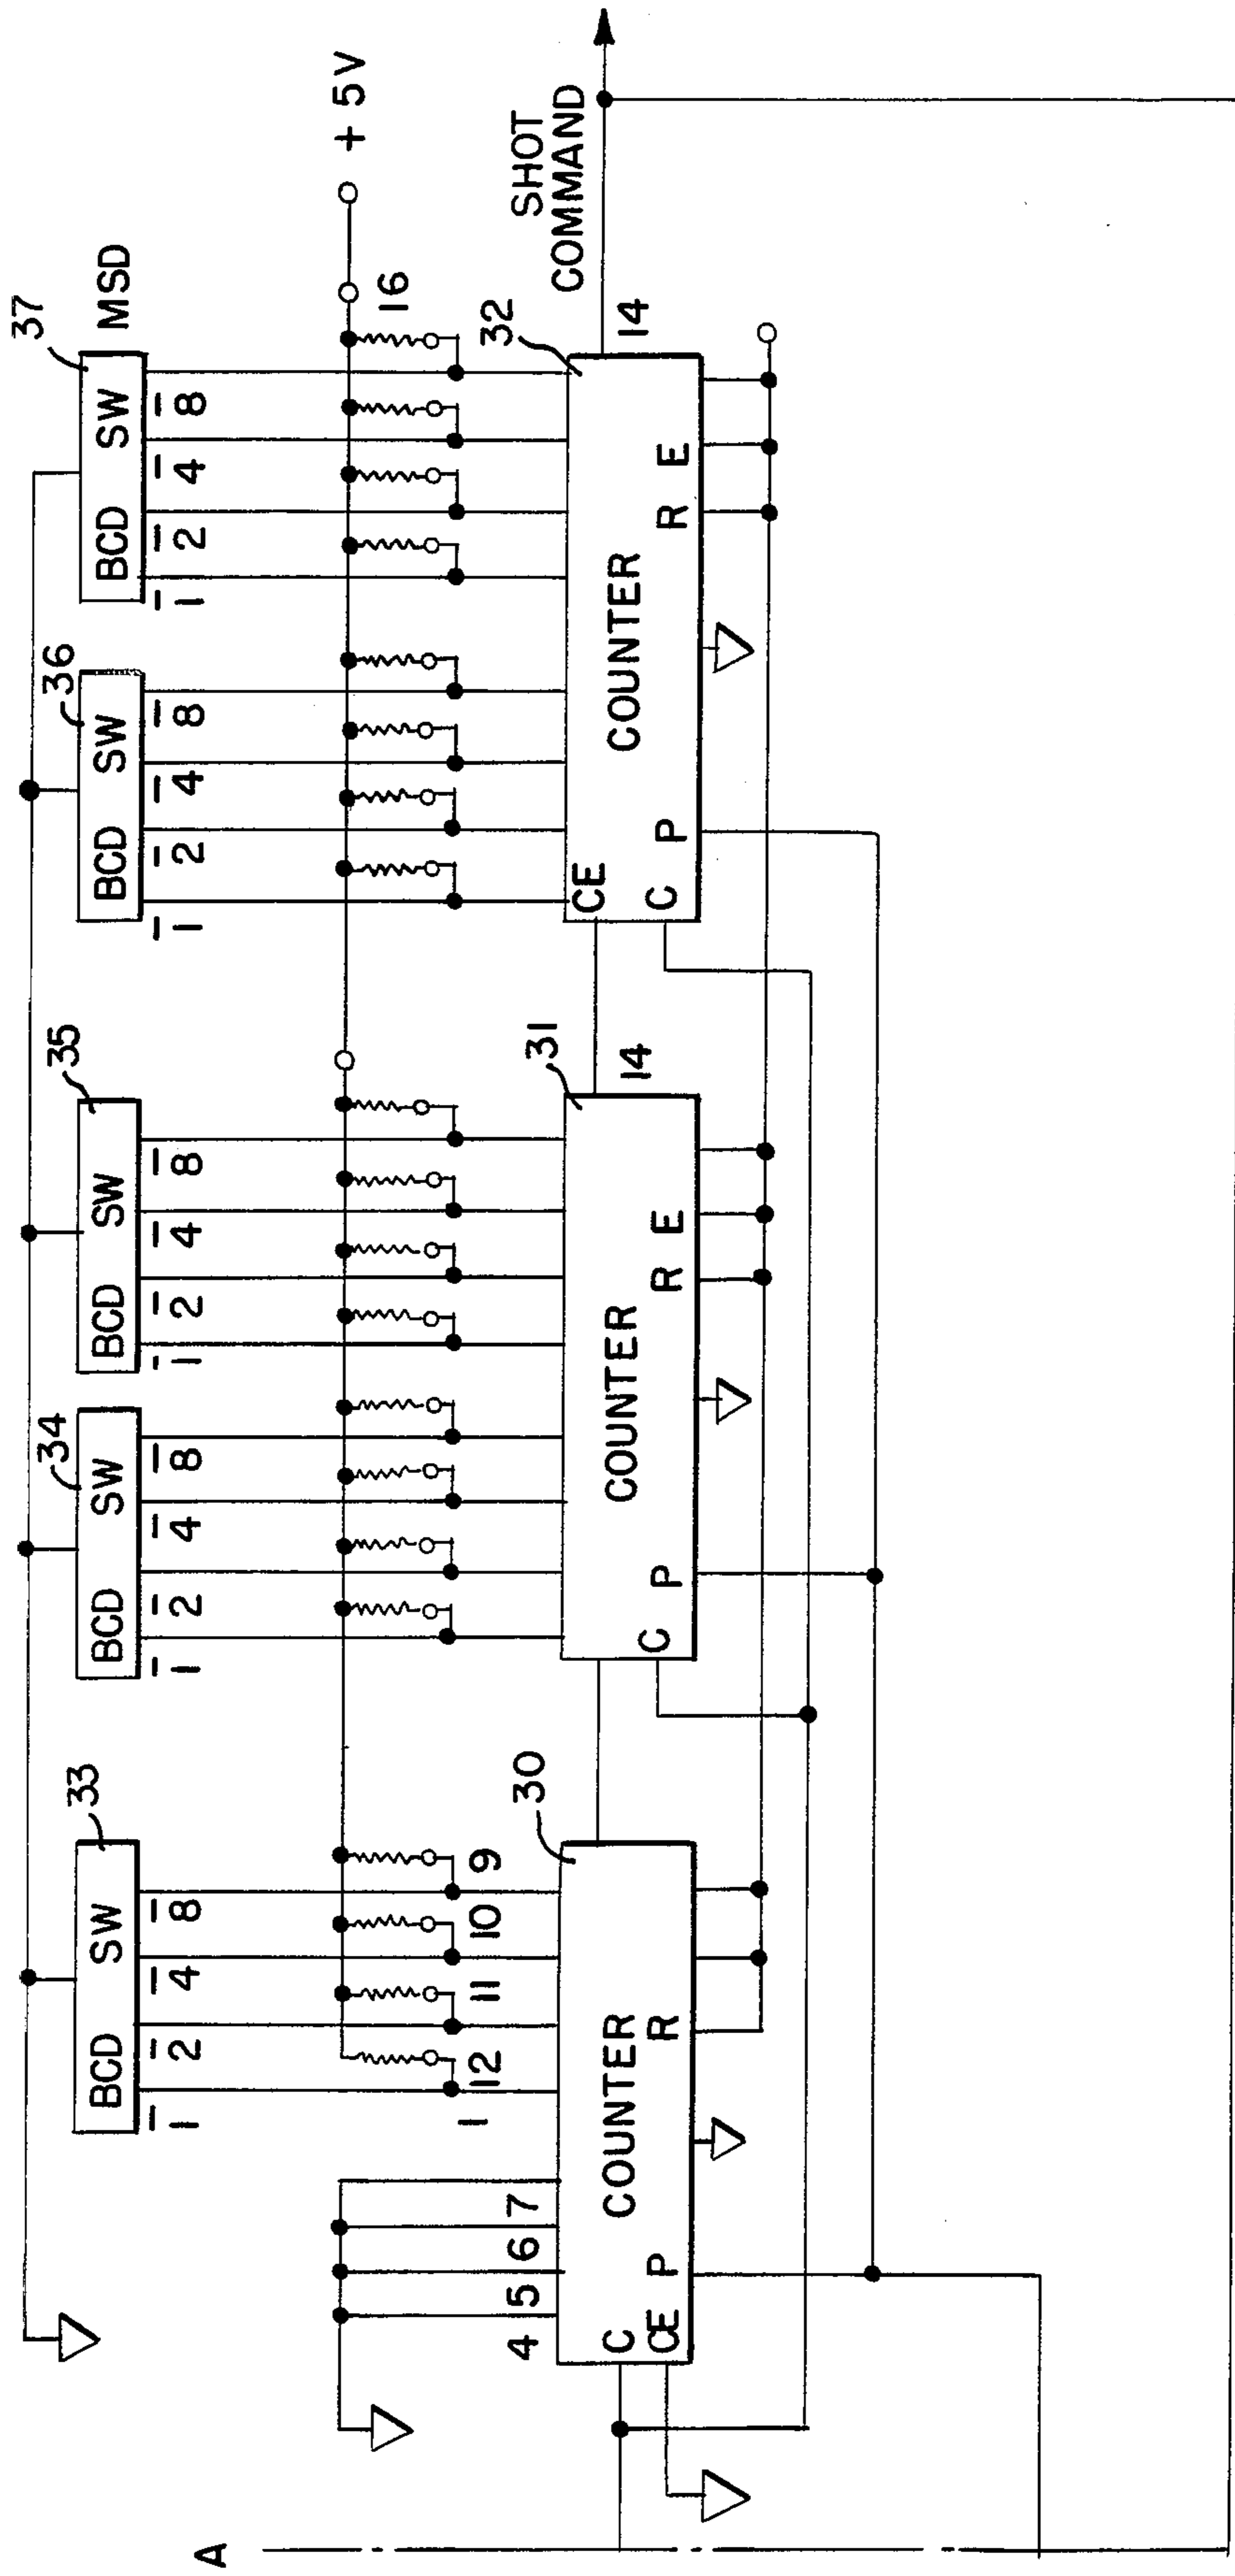 33 34 35 36 37
BCD SW BCD SW BCD SW BCD SW BCD SW MSD
1̅ 2̅ 4̅ 8̅ 1̅ 2̅ 4̅ 8̅ 1̅ 2̅ 4̅ 8̅ 1̅ 2̅ 4̅ 8̅ 1̅ 2̅ 4̅ 8̅
A
+5V
16
1 12 11 10 9
4 5 6 7
30 31 32
SHOT
COMMAND
CE
C COUNTER COUNTER 14 COUNTER 14
CE P R C P R E C P R E